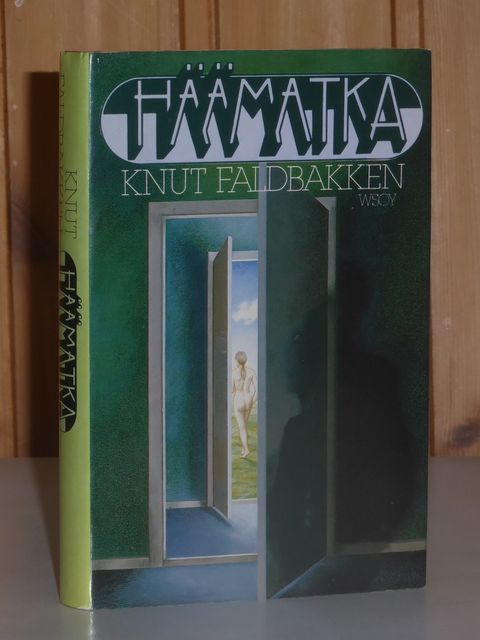 HÄÄMATKA
KNUT FALDBAKKEN
WSOY
KNUT FALDBAKKEN
HÄÄMATKA